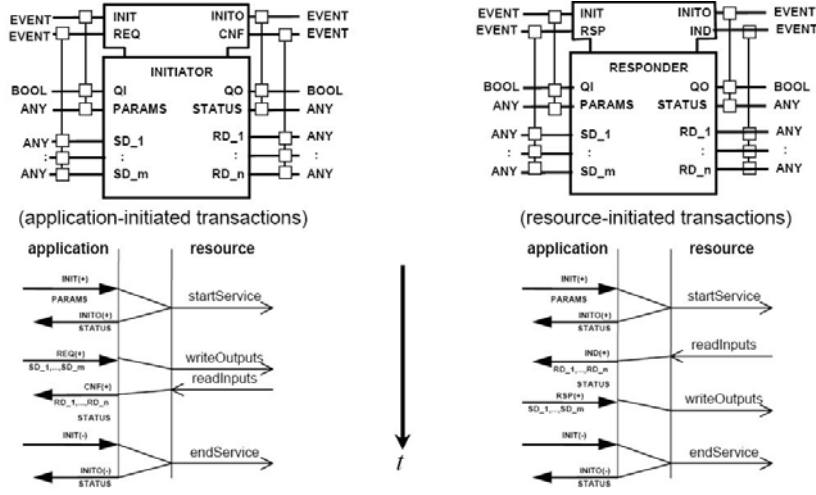 EVENT INIT INITO EVENT
EVENT REQ CNF EVENT
INITIATOR
BOOL QI QO BOOL
ANY PARAMS STATUS ANY
ANY SD_1 RD_1 ANY
: : : :
ANY SD_m RD_n ANY
(application-initiated transactions)
application resource
INIT(+)
PARAMS
startService
INITO(+)
STATUS
REQ(+)
SD_1,...,SD_m
writeOutputs
readInputs
CNF(+)
RD_1,...,RD_n
STATUS
INIT(-)
endService
INITO(-)
STATUS
t
EVENT INIT INITO EVENT
EVENT RSP IND EVENT
RESPONDER
BOOL QI QO BOOL
ANY PARAMS STATUS ANY
ANY SD_1 RD_1 ANY
: : : :
ANY SD_m RD_n ANY
(resource-initiated transactions)
application resource
INIT(+)
PARAMS
startService
INITO(+)
STATUS
readInputs
IND(+)
RD_1,...,RD_n
STATUS
RSP(+)
SD_1,...,SD_m
writeOutputs
INIT(-)
endService
INITO(-)
STATUS